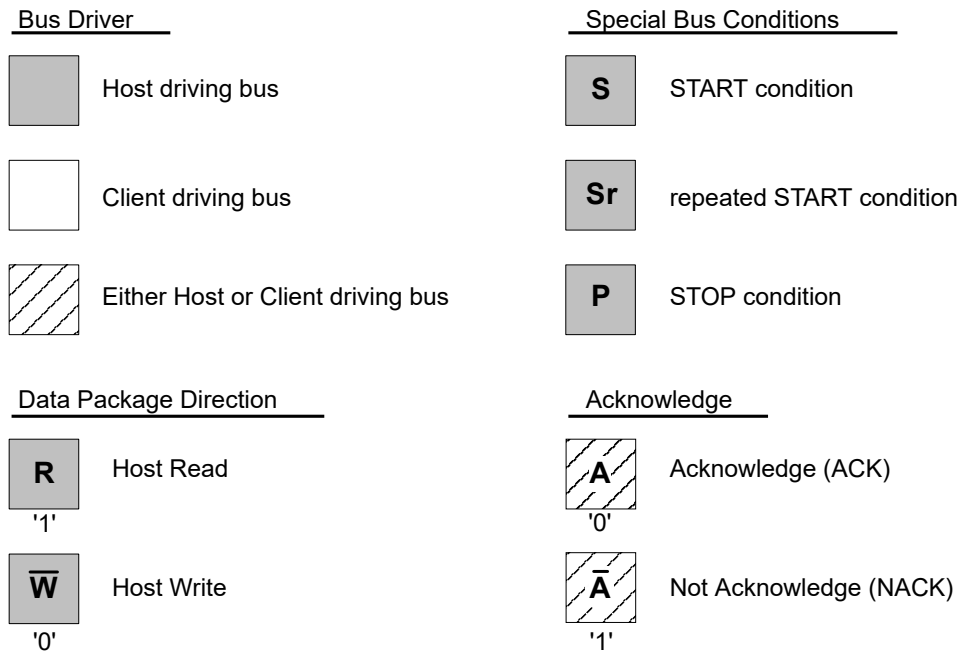 Bus Driver
Host driving bus
Client driving bus
Either Host or Client driving bus
Special Bus Conditions
S START condition
Sr repeated START condition
P STOP condition
Data Package Direction
R Host Read
'1'
W̅ Host Write
'0'
Acknowledge
A Acknowledge (ACK)
'0'
A̅ Not Acknowledge (NACK)
'1'